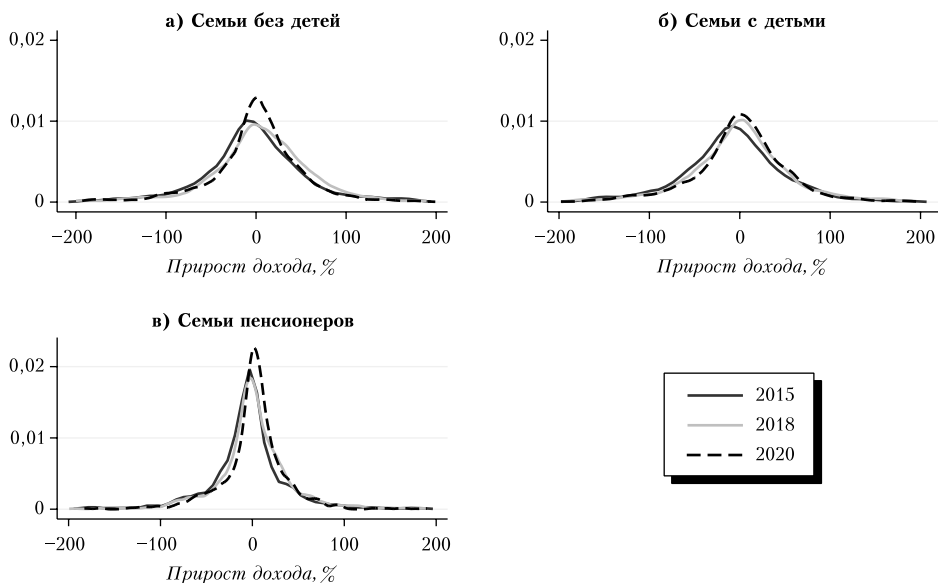 а) Семьи без детей
0,02
0,01
0
−200 −100 0 100 200
Прирост дохода, %
б) Семьи с детьми
0,02
0,01
0
−200 −100 0 100 200
Прирост дохода, %
в) Семьи пенсионеров
0,02
0,01
0
−200 −100 0 100 200
Прирост дохода, %
2015
2018
2020